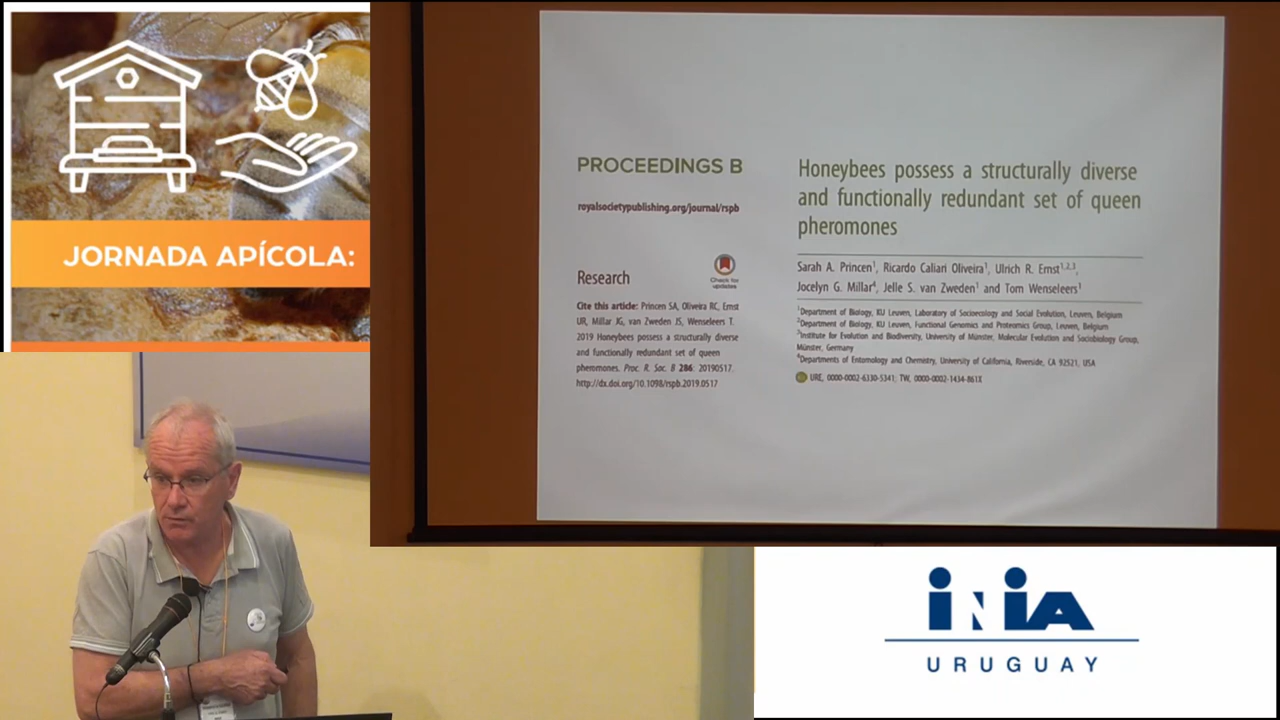 JORNADA APÍCOLA:
PROCEEDINGS B
royalsocietypublishing.org/journal/rspb
Research
Check for
updates
Cite this article: Princen SA, Oliveira RC, Ernst
UR, Millar JG, van Zweden JS, Wenseleers T.
2019 Honeybees possess a structurally diverse
and functionally redundant set of queen
pheromones. Proc. R. Soc. B 286: 20190517.
http://dx.doi.org/10.1098/rspb.2019.0517
Honeybees possess a structurally diverse
and functionally redundant set of queen
pheromones
Sarah A. Princen1, Ricardo Caliari Oliveira1, Ulrich R. Ernst1,2,3,
Jocelyn G. Millar4, Jelle S. van Zweden1 and Tom Wenseleers1
1Department of Biology, KU Leuven, Laboratory of Socioecology and Social Evolution, Leuven, Belgium
2Department of Biology, KU Leuven, Functional Genomics and Proteomics Group, Leuven, Belgium
3Institute for Evolution and Biodiversity, University of Münster, Molecular Evolution and Sociobiology Group,
Münster, Germany
4Departments of Entomology and Chemistry, University of California, Riverside, CA 92521, USA
URE, 0000-0002-6330-5341; TW, 0000-0002-1434-861X
INIA
URUGUAY